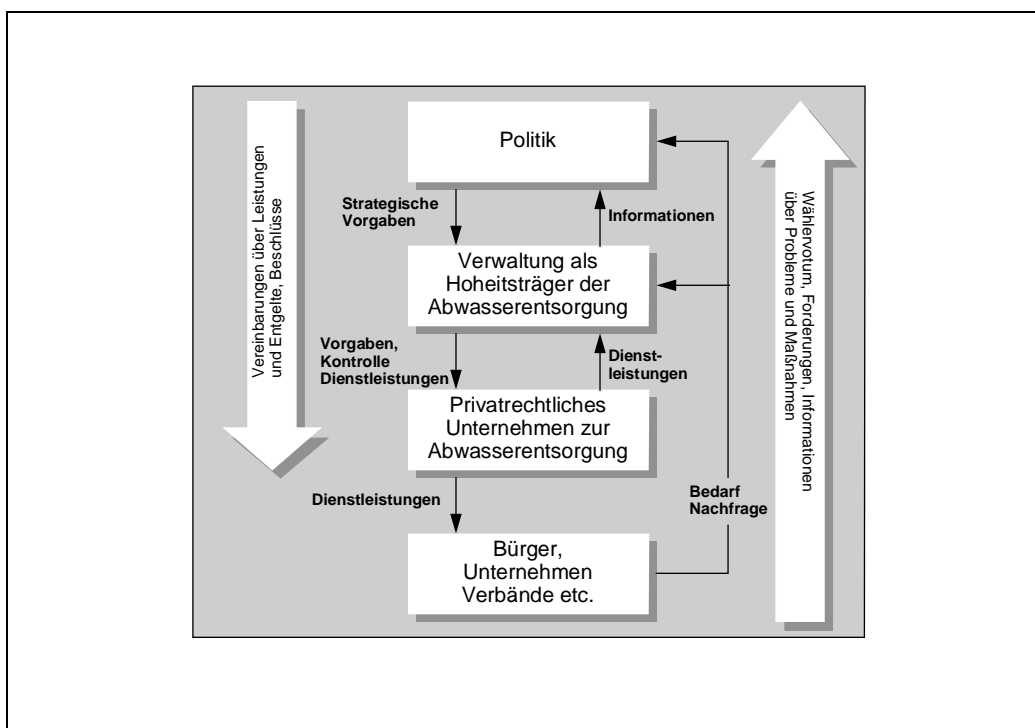 Politik
Strategische
Vorgaben
Informationen
Verwaltung als
Hoheitsträger der
Abwasserentsorgung
Vorgaben,
Kontrolle
Dienstleistungen
Dienst-
leistungen
Privatrechtliches
Unternehmen zur
Abwasserentsorgung
Dienstleistungen
Bedarf
Nachfrage
Bürger,
Unternehmen
Verbände etc.
Vereinbarungen über Leistungen
und Entgelte, Beschlüsse
Wählervotum, Forderungen, Informationen
über Probleme und Maßnahmen